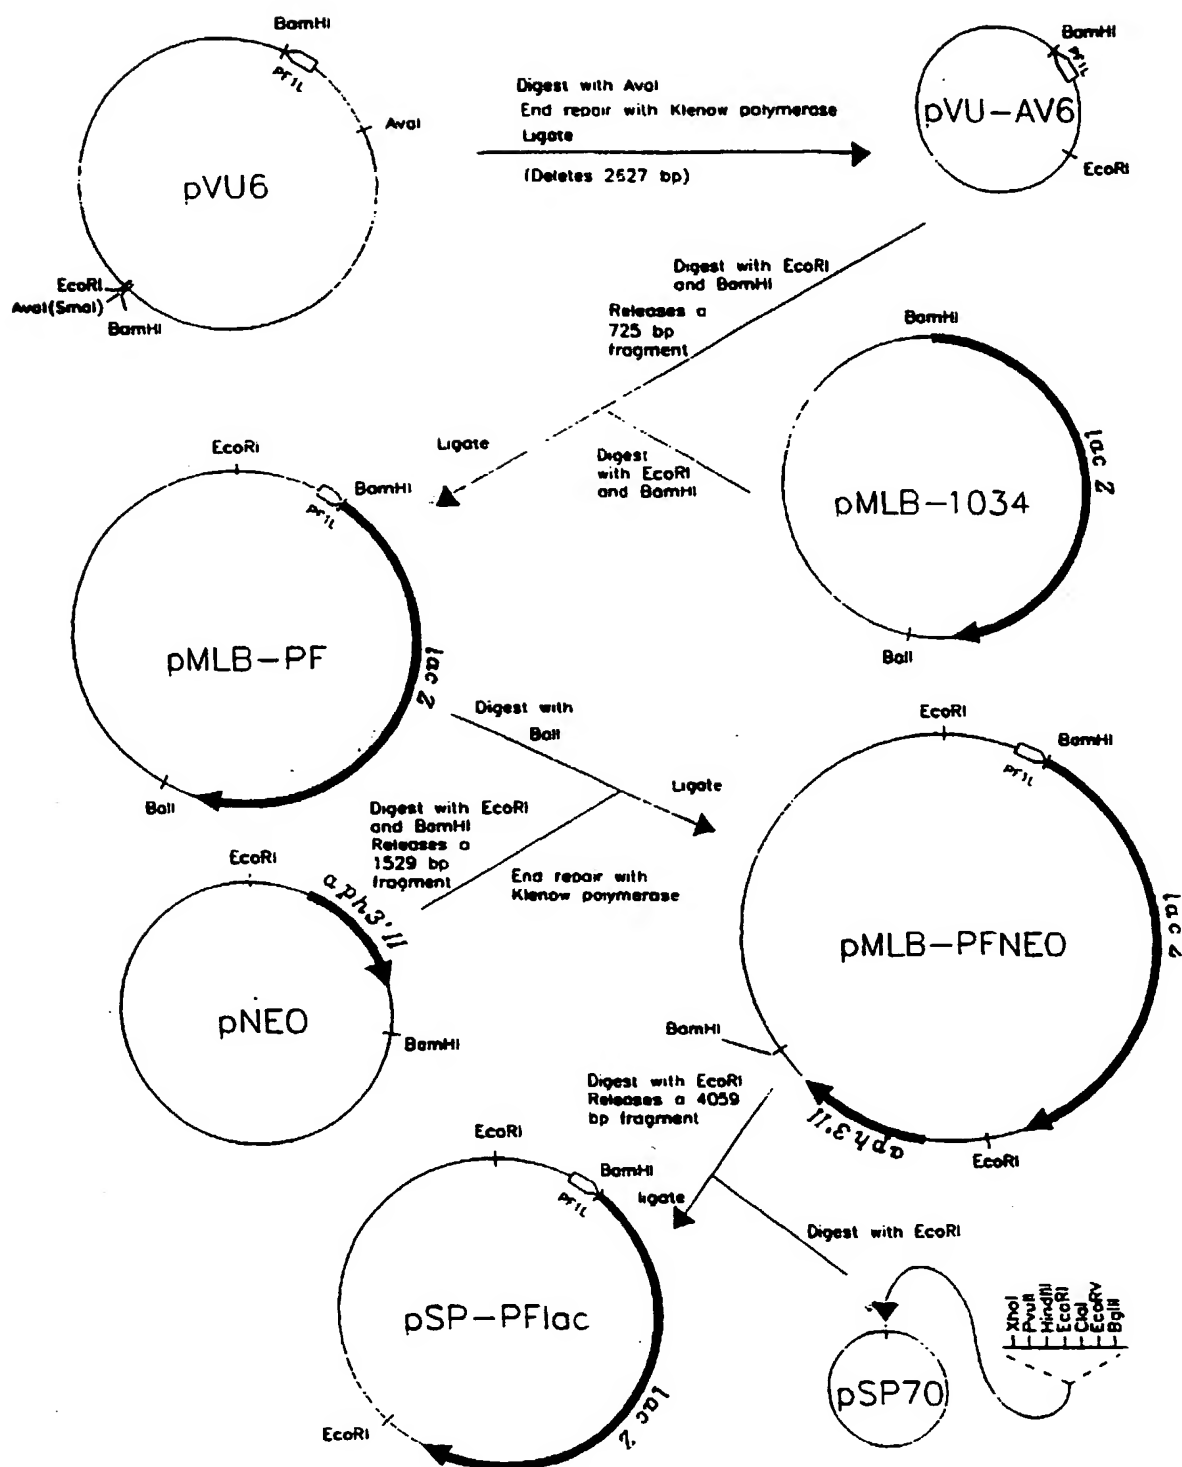 BamHI
PF1L
AvaI
pVU6
EcoRI
AvaI(SmaI)
BamHI
Digest with AvaI
End repair with Klenow polymerase
Ligate
(Deletes 2527 bp)
BamHI
PF1L
pVU-AV6
EcoRI
Digest with EcoRI
and BamHI
Releases a
725 bp
fragment
BamHI
lac Z
pMLB-1034
BalI
Ligate
Digest
with EcoRI
and BamHI
EcoRI
BamHI
PF1L
pMLB-PF
lac Z
BalI
Digest with
BalI
Ligate
Digest with EcoRI
and BamHI
Releases a
1529 bp
fragment
End repair with
Klenow polymerase
EcoRI
aph3'II
pNEO
BamHI
EcoRI
BamHI
PF1L
lac Z
pMLB-PFNEO
BamHI
aph3'II
EcoRI
Digest with EcoRI
Releases a 4059
bp fragment
ligate
Digest with EcoRI
EcoRI
BamHI
PF1L
pSP-PFlac
lac Z
EcoRI
pSP70
XhoI
PvuII
HindIII
EcoRI
ClaI
EcoRV
BglII